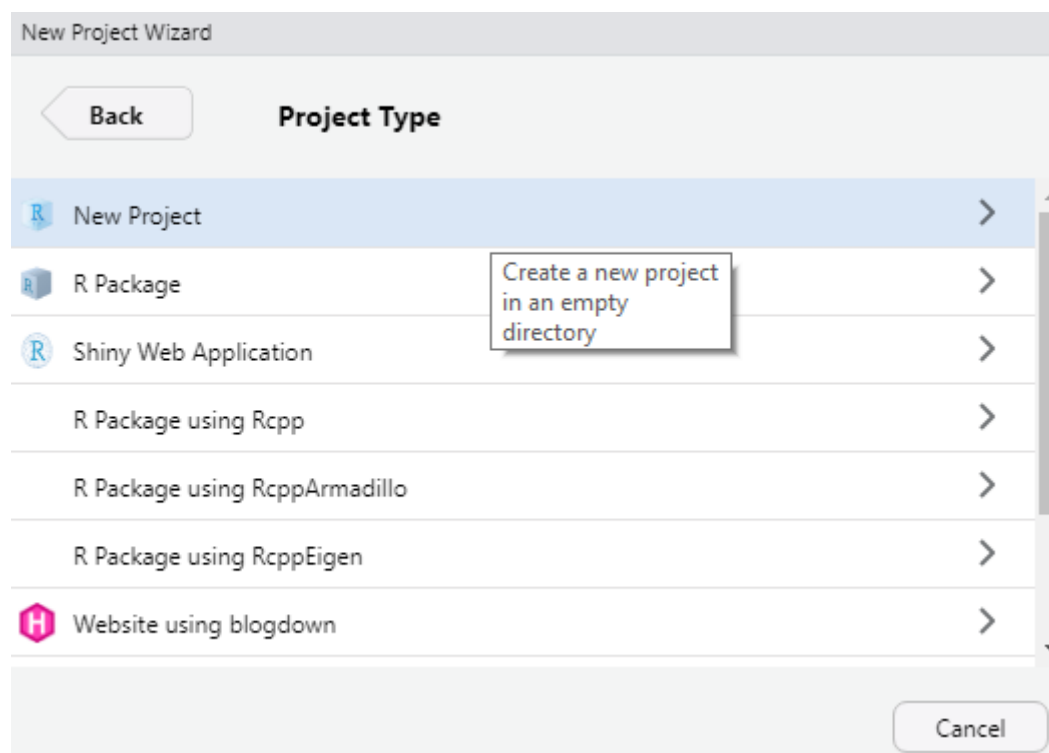 New Project Wizard
Back
Project Type
R New Project
R R Package
Create a new project
in an empty
directory
R Shiny Web Application
R Package using Rcpp
R Package using RcppArmadillo
R Package using RcppEigen
H Website using blogdown
Cancel